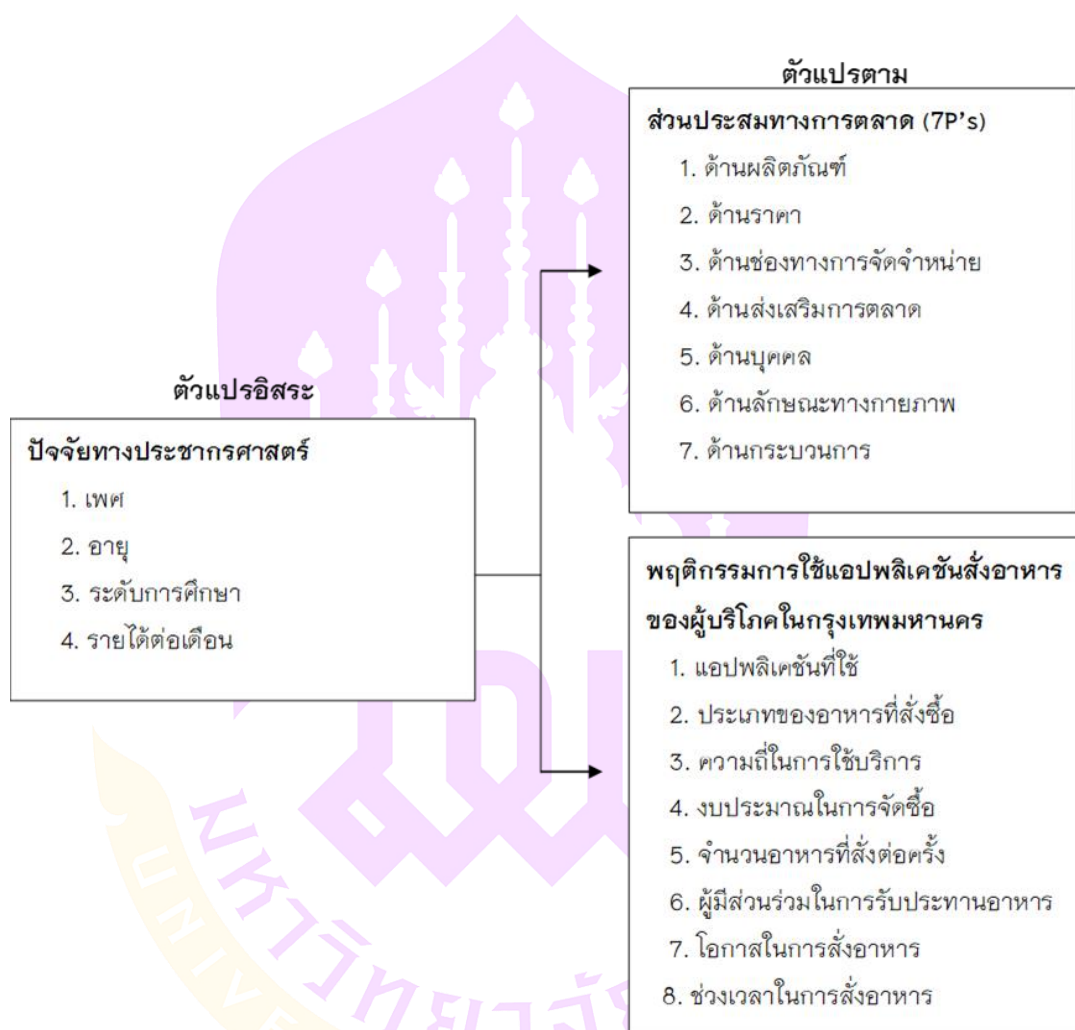 ตัวแปรตาม
ส่วนประสมทางการตลาด (7P's)
1. ด้านผลิตภัณฑ์
2. ด้านราคา
3. ด้านช่องทางการจัดจำหน่าย
4. ด้านส่งเสริมการตลาด
5. ด้านบุคคล
6. ด้านลักษณะทางกายภาพ
7. ด้านกระบวนการ
ตัวแปรอิสระ
ปัจจัยทางประชากรศาสตร์
1. เพศ
2. อายุ
3. ระดับการศึกษา
4. รายได้ต่อเดือน
พฤติกรรมการใช้แอปพลิเคชันสั่งอาหาร
ของผู้บริโภคในกรุงเทพมหานคร
1. แอปพลิเคชันที่ใช้
2. ประเภทของอาหารที่สั่งซื้อ
3. ความถี่ในการใช้บริการ
4. งบประมาณในการจัดซื้อ
5. จำนวนอาหารที่สั่งต่อครั้ง
6. ผู้มีส่วนร่วมในการรับประทานอาหาร
7. โอกาสในการสั่งอาหาร
8. ช่วงเวลาในการสั่งอาหาร
มหาวิทยาลัย
UNIVE